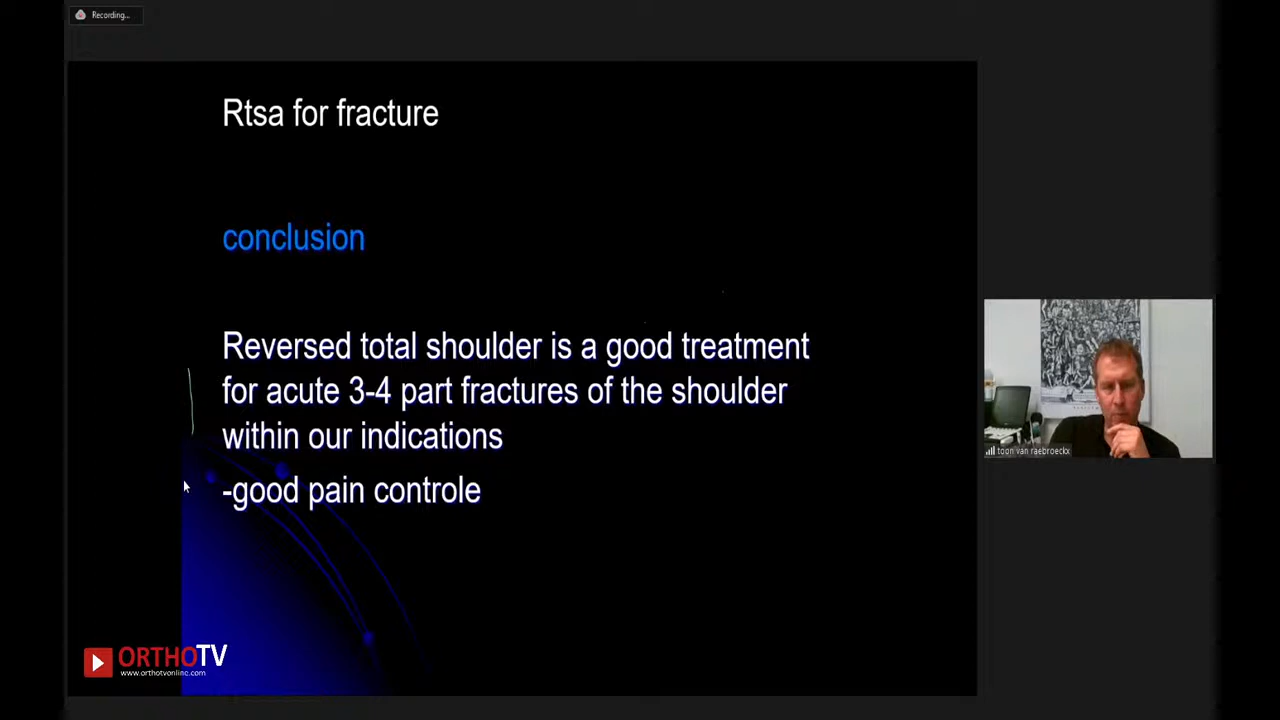 Recording...
Rtsa for fracture
conclusion
Reversed total shoulder is a good treatment
for acute 3-4 part fractures of the shoulder
within our indications
-good pain controle
toon van raebroeckx
ORTHOTV
www.orthotvonline.com